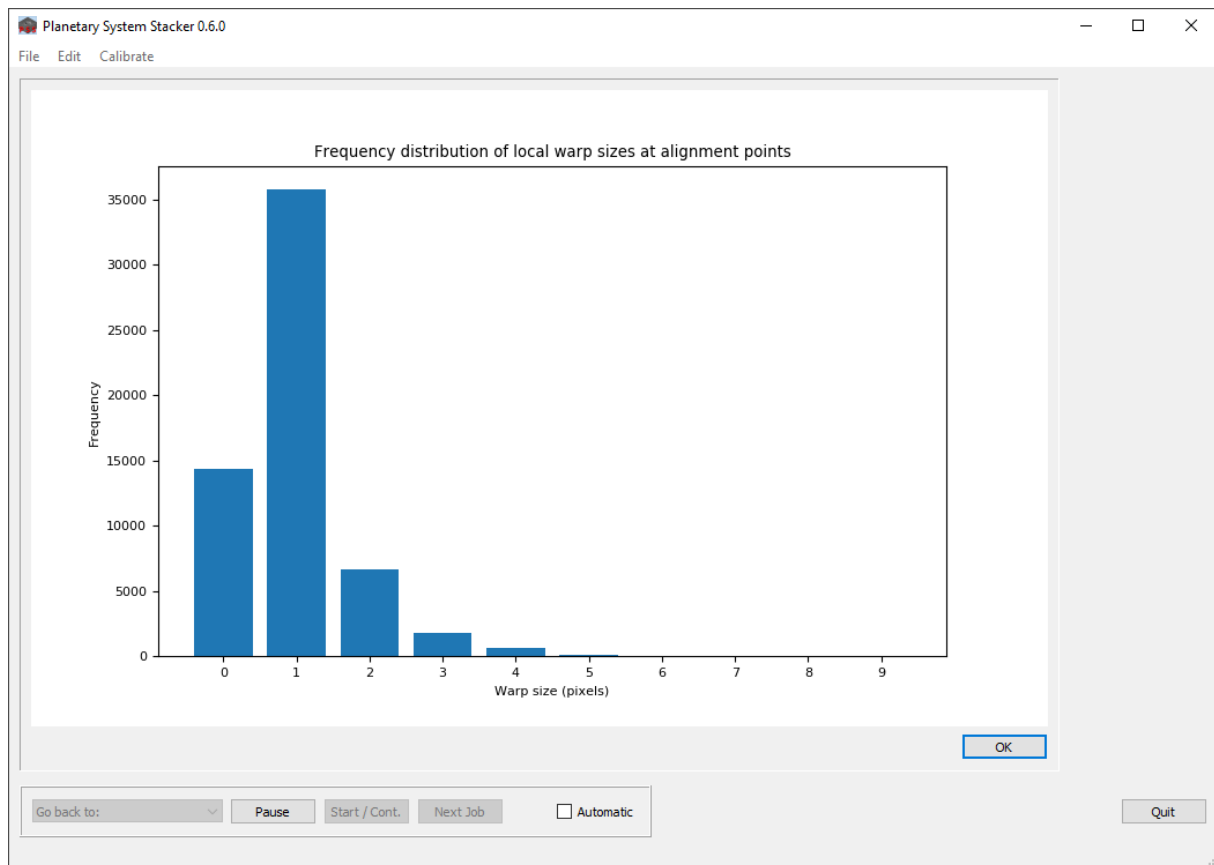 Planetary System Stacker 0.6.0
File Edit Calibrate
Frequency distribution of local warp sizes at alignment points
35000
30000
25000
20000
15000
10000
5000
0
Frequency
0 1 2 3 4 5 6 7 8 9
Warp size (pixels)
OK
Go back to: Pause Start / Cont. Next Job Automatic Quit